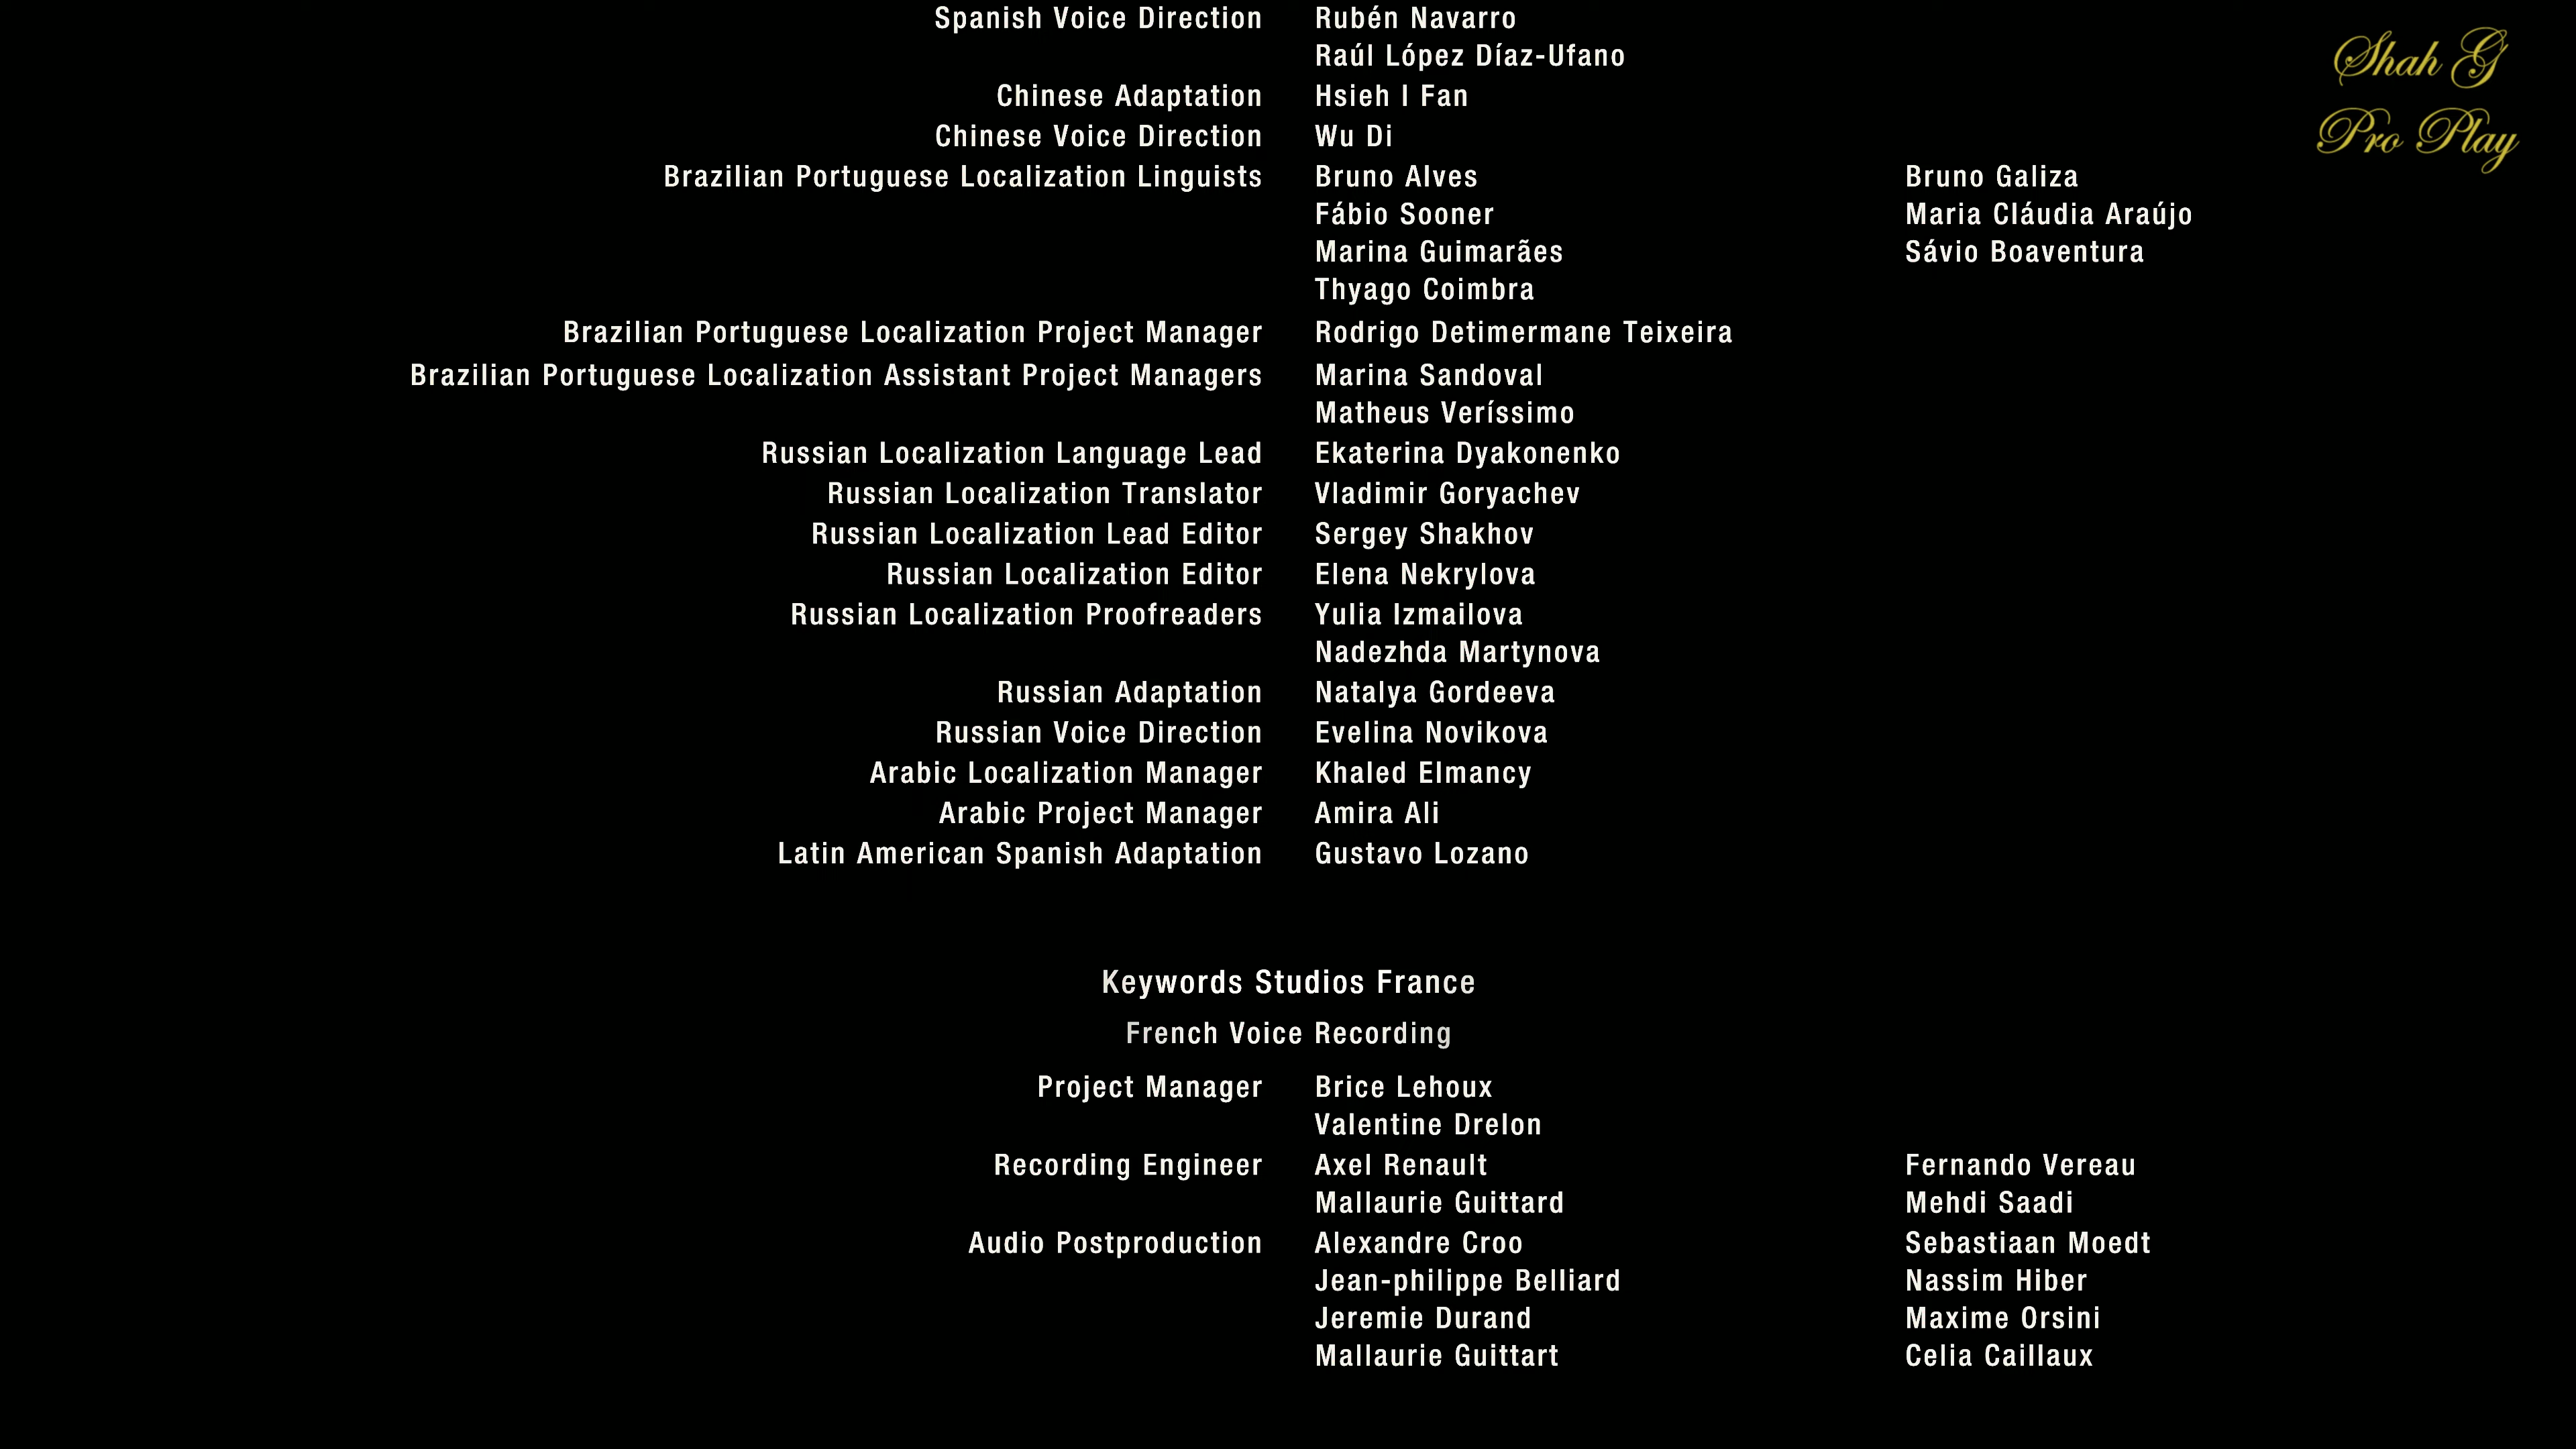 Shah G
Pro Play
Spanish Voice Direction Rubén Navarro
Raúl López Díaz-Ufano
Chinese Adaptation Hsieh I Fan
Chinese Voice Direction Wu Di
Brazilian Portuguese Localization Linguists Bruno Alves Bruno Galiza
Fábio Sooner Maria Cláudia Araújo
Marina Guimarães Sávio Boaventura
Thyago Coimbra
Brazilian Portuguese Localization Project Manager Rodrigo Detimermane Teixeira
Brazilian Portuguese Localization Assistant Project Managers Marina Sandoval
Matheus Veríssimo
Russian Localization Language Lead Ekaterina Dyakonenko
Russian Localization Translator Vladimir Goryachev
Russian Localization Lead Editor Sergey Shakhov
Russian Localization Editor Elena Nekrylova
Russian Localization Proofreaders Yulia Izmailova
Nadezhda Martynova
Russian Adaptation Natalya Gordeeva
Russian Voice Direction Evelina Novikova
Arabic Localization Manager Khaled Elmancy
Arabic Project Manager Amira Ali
Latin American Spanish Adaptation Gustavo Lozano
Keywords Studios France
French Voice Recording
Project Manager Brice Lehoux
Valentine Drelon
Recording Engineer Axel Renault Fernando Vereau
Mallaurie Guittard Mehdi Saadi
Audio Postproduction Alexandre Croo Sebastiaan Moedt
Jean-philippe Belliard Nassim Hiber
Jeremie Durand Maxime Orsini
Mallaurie Guittart Celia Caillaux